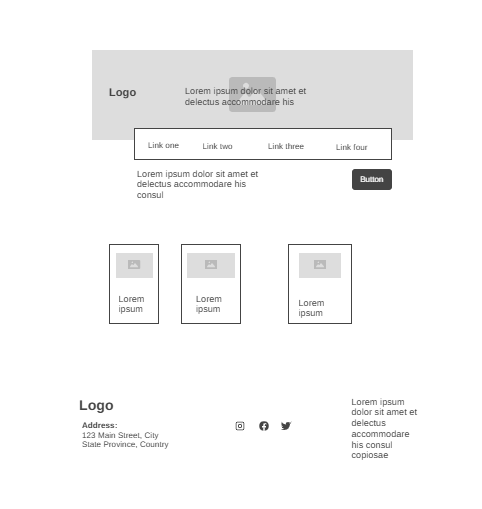 Logo
Lorem ipsum dolor sit amet et
delectus accommodare his
Link one
Link two
Link three
Link four
Lorem ipsum dolor sit amet et
delectus accommodare his
consul
Button
Lorem
ipsum
Lorem
ipsum
Lorem
ipsum
Logo
Address:
123 Main Street, City
State Province, Country
Lorem ipsum
dolor sit amet et
delectus
accommodare
his consul
copiosae